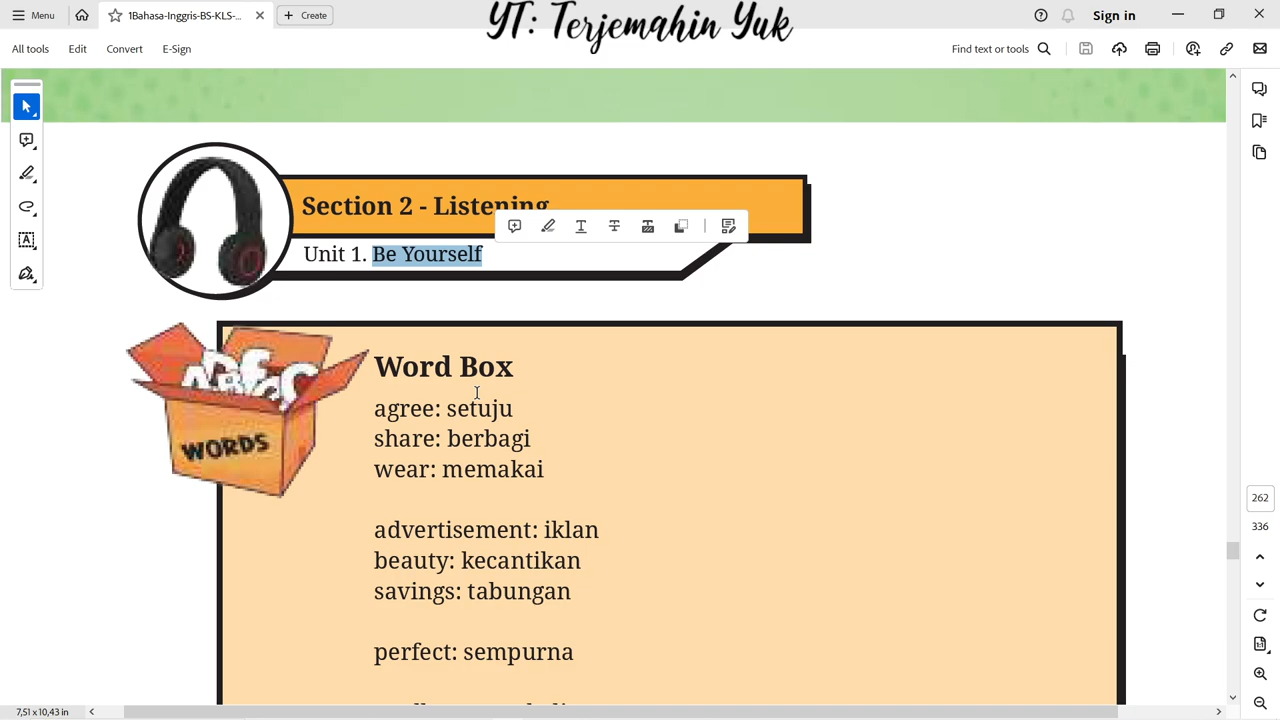 YT: Terjemahin Yuk
Menu
1Bahasa-Inggris-BS-KLS-...
Create
Sign in
All tools
Edit
Convert
E-Sign
Find text or tools
Section 2 - Listening
Unit 1. Be Yourself
WORDS
Word Box
agree: setuju
share: berbagi
wear: memakai
advertisement: iklan
beauty: kecantikan
savings: tabungan
perfect: sempurna
262
336
7,51 x 10,43 in